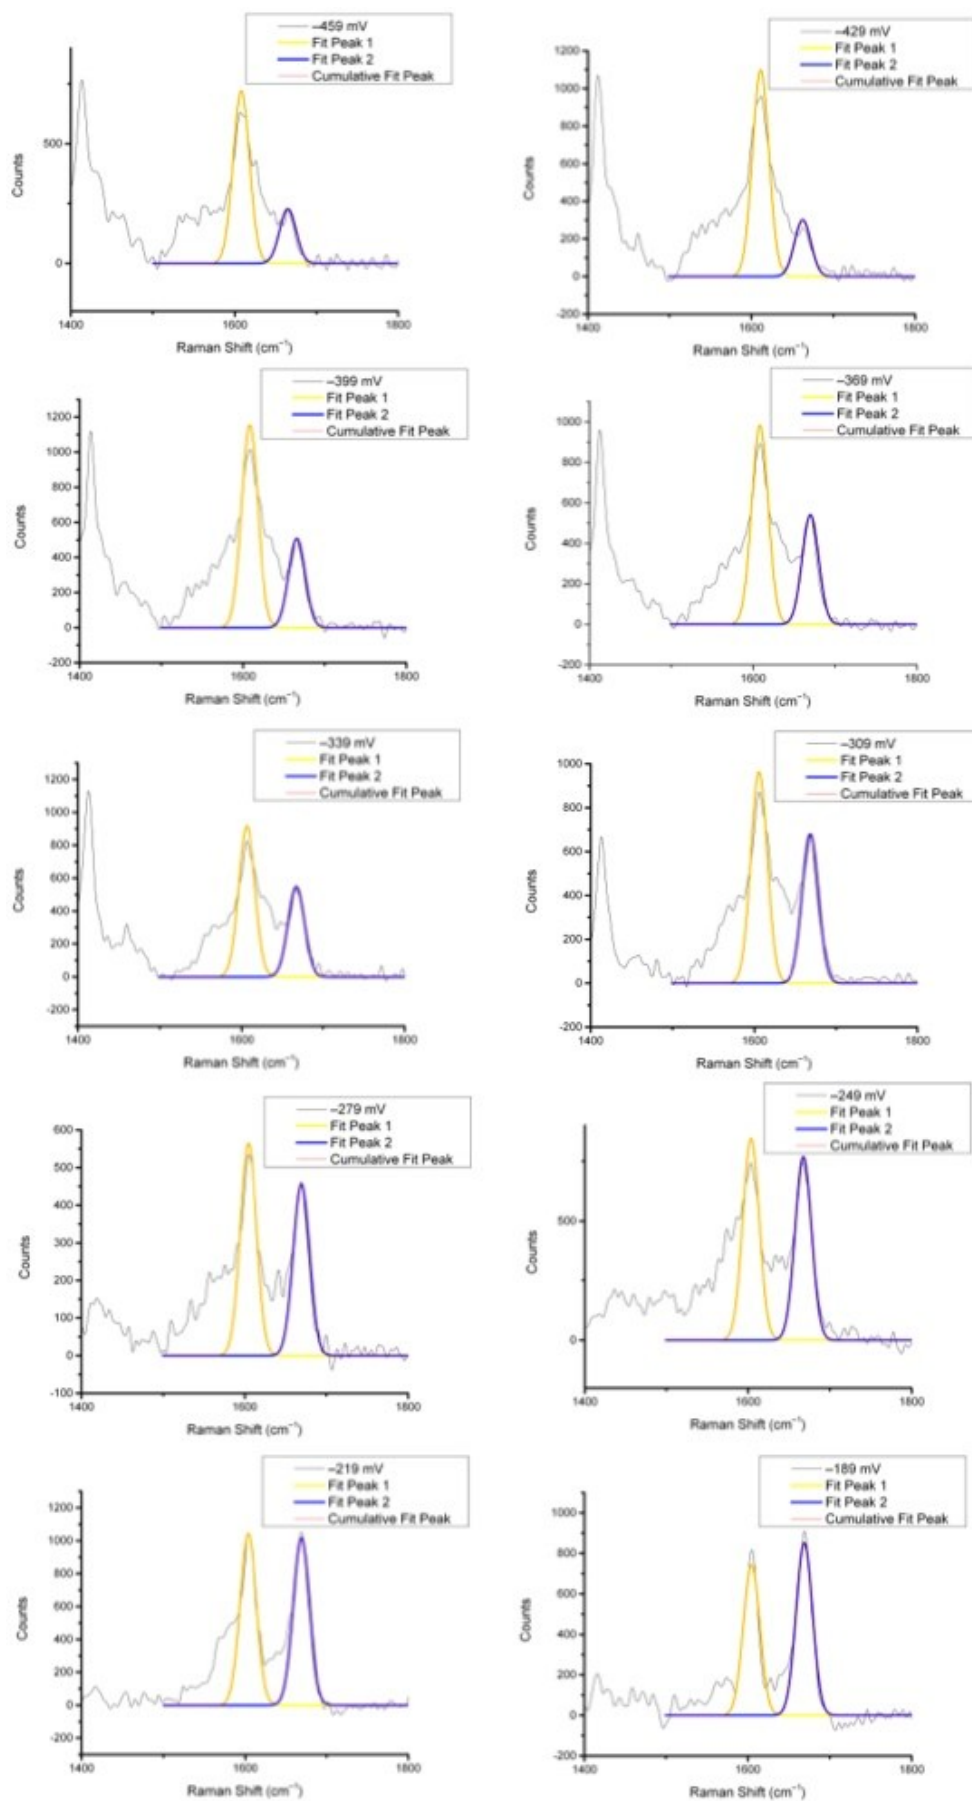 –459 mV
Fit Peak 1
Fit Peak 2
Cumulative Fit Peak
500
0
Counts
1400 1600 1800
Raman Shift (cm⁻¹)
–429 mV
Fit Peak 1
Fit Peak 2
Cumulative Fit Peak
1200
1000
800
600
400
200
0
-200
Counts
1400 1600 1800
Raman Shift (cm⁻¹)
–399 mV
Fit Peak 1
Fit Peak 2
Cumulative Fit Peak
1200
1000
800
600
400
200
0
-200
Counts
1400 1600 1800
Raman Shift (cm⁻¹)
–369 mV
Fit Peak 1
Fit Peak 2
Cumulative Fit Peak
1000
800
600
400
200
0
-200
Counts
1400 1600 1800
Raman Shift (cm⁻¹)
–339 mV
Fit Peak 1
Fit Peak 2
Cumulative Fit Peak
1200
1000
800
600
400
200
0
-200
Counts
1400 1600 1800
Raman Shift (cm⁻¹)
–309 mV
Fit Peak 1
Fit Peak 2
Cumulative Fit Peak
1000
800
600
400
200
0
-200
Counts
1400 1600 1800
Raman Shift (cm⁻¹)
–279 mV
Fit Peak 1
Fit Peak 2
Cumulative Fit Peak
600
500
400
300
200
100
0
-100
Counts
1400 1600 1800
Raman Shift (cm⁻¹)
–249 mV
Fit Peak 1
Fit Peak 2
Cumulative Fit Peak
500
0
Counts
1400 1600 1800
Raman Shift (cm⁻¹)
–219 mV
Fit Peak 1
Fit Peak 2
Cumulative Fit Peak
1200
1000
800
600
400
200
0
-200
Counts
1400 1600 1800
Raman Shift (cm⁻¹)
–189 mV
Fit Peak 1
Fit Peak 2
Cumulative Fit Peak
1000
800
600
400
200
0
-200
Counts
1400 1600 1800
Raman Shift (cm⁻¹)